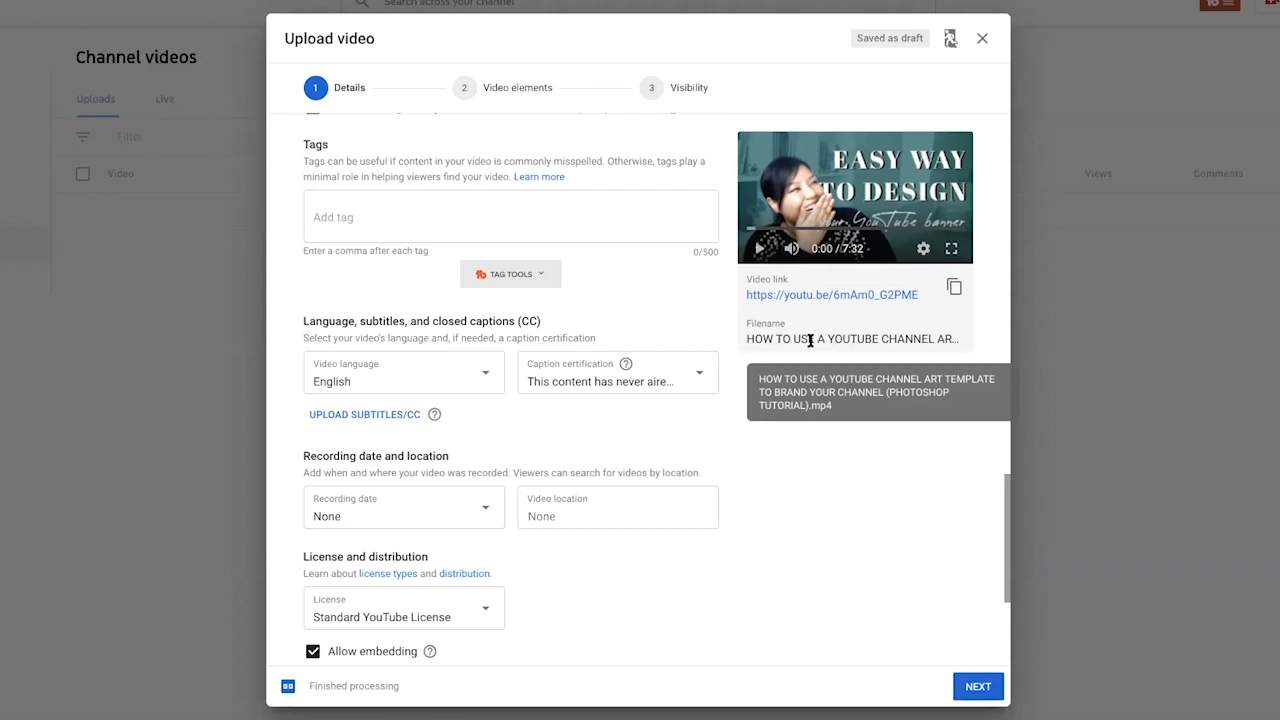 Search across your channel
Upload video
Saved as draft
Channel videos
1 Details
2 Video elements
3 Visibility
Uploads
Live
Filter
Video
Views
Comments
Tags
Tags can be useful if content in your video is commonly misspelled. Otherwise, tags play a
minimal role in helping viewers find your video. Learn more
Add tag
Enter a comma after each tag
0/500
TAG TOOLS
EASY WAY
TO DESIGN
your YouTube banner
0:00 / 7:32
Video link
https://youtu.be/6mAm0_G2PME
Filename
HOW TO USE A YOUTUBE CHANNEL AR...
HOW TO USE A YOUTUBE CHANNEL ART TEMPLATE
TO BRAND YOUR CHANNEL (PHOTOSHOP
TUTORIAL).mp4
Language, subtitles, and closed captions (CC)
Select your video's language and, if needed, a caption certification
Video language
English
Caption certification
This content has never aire...
UPLOAD SUBTITLES/CC
Recording date and location
Add when and where your video was recorded. Viewers can search for videos by location.
Recording date
None
Video location
None
License and distribution
Learn about license types and distribution.
License
Standard YouTube License
Allow embedding
Finished processing
NEXT